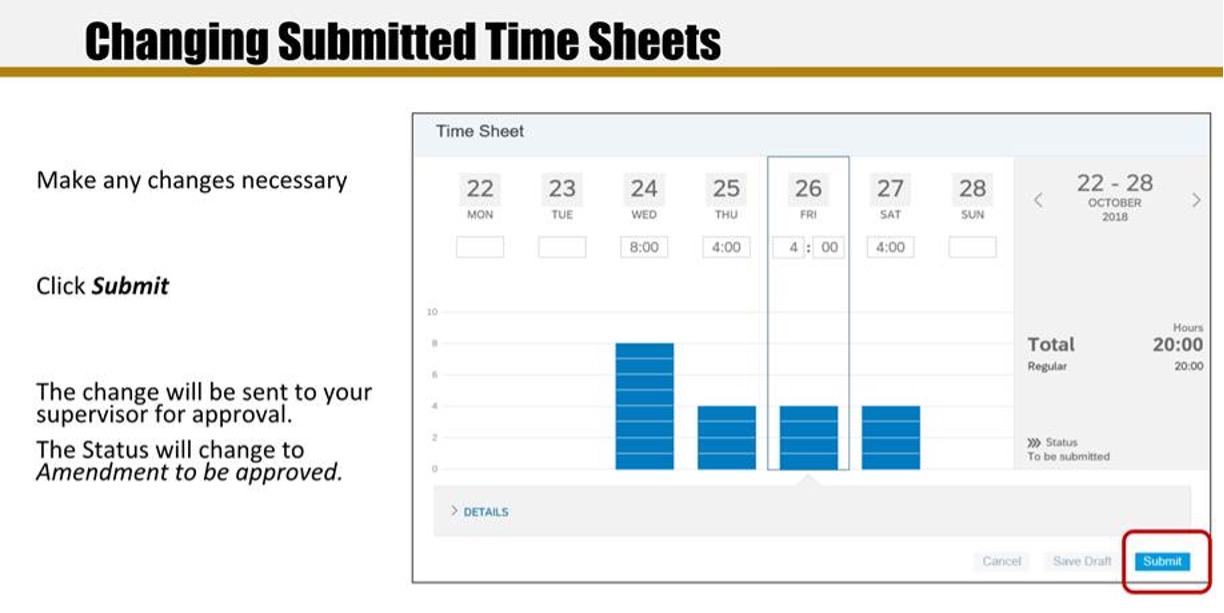 Changing Submitted Time Sheets
Make any changes necessary
Click Submit
The change will be sent to your
supervisor for approval.
The Status will change to
Amendment to be approved.
Time Sheet
22 23 24 25 26 27 28
MON TUE WED THU FRI SAT SUN
8:00 4:00 4 : 00 4:00
22 - 28
OCTOBER
2018
10
8
6
4
2
0
Hours
Total 20:00
Regular 20:00
Status
To be submitted
DETAILS
Cancel Save Draft Submit